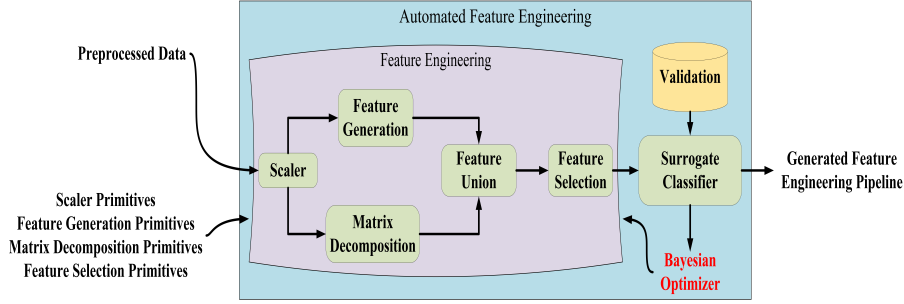 Automated Feature Engineering
Preprocessed Data
Feature Engineering
Validation
Feature
Generation
Scaler
Feature
Union
Feature
Selection
Surrogate
Classifier
Generated Feature
Engineering Pipeline
Scaler Primitives
Feature Generation Primitives
Matrix Decomposition Primitives
Feature Selection Primitives
Matrix
Decomposition
Bayesian
Optimizer